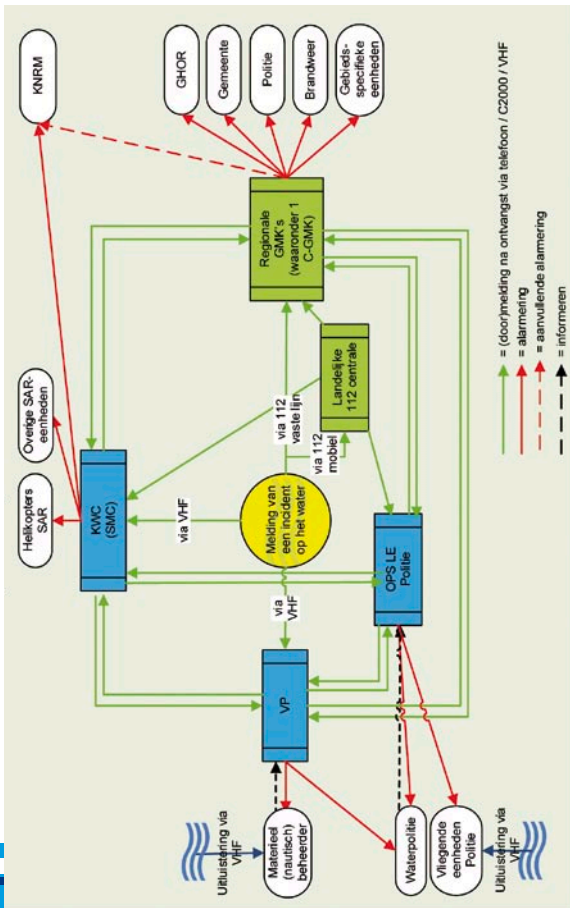 KNRM
GHOR
Gemeente
Politie
Brandweer
Gebieds-
specifieke
eenheden
Helikopters
SAR
Overige SAR-
eenheden
KWC
(SMC)
Regionale
GMK's
(waaronder 1
C-GMK)
via VHF
via 112
vaste lijn
via 112
mobiel
Landelijke
112 centrale
Melding van
een incident
op het water
via
VHF
VP
OPS LE
Politie
Uitluistering via
VHF
Materieel
(nautisch)
beheerder
Waterpolitie
Vliegende
eenheden
Politie
Uitluistering via
VHF
= (door)melding na ontvangst via telefoon / C2000 / VHF
= alarmering
= aanvullende alarmering
= informeren